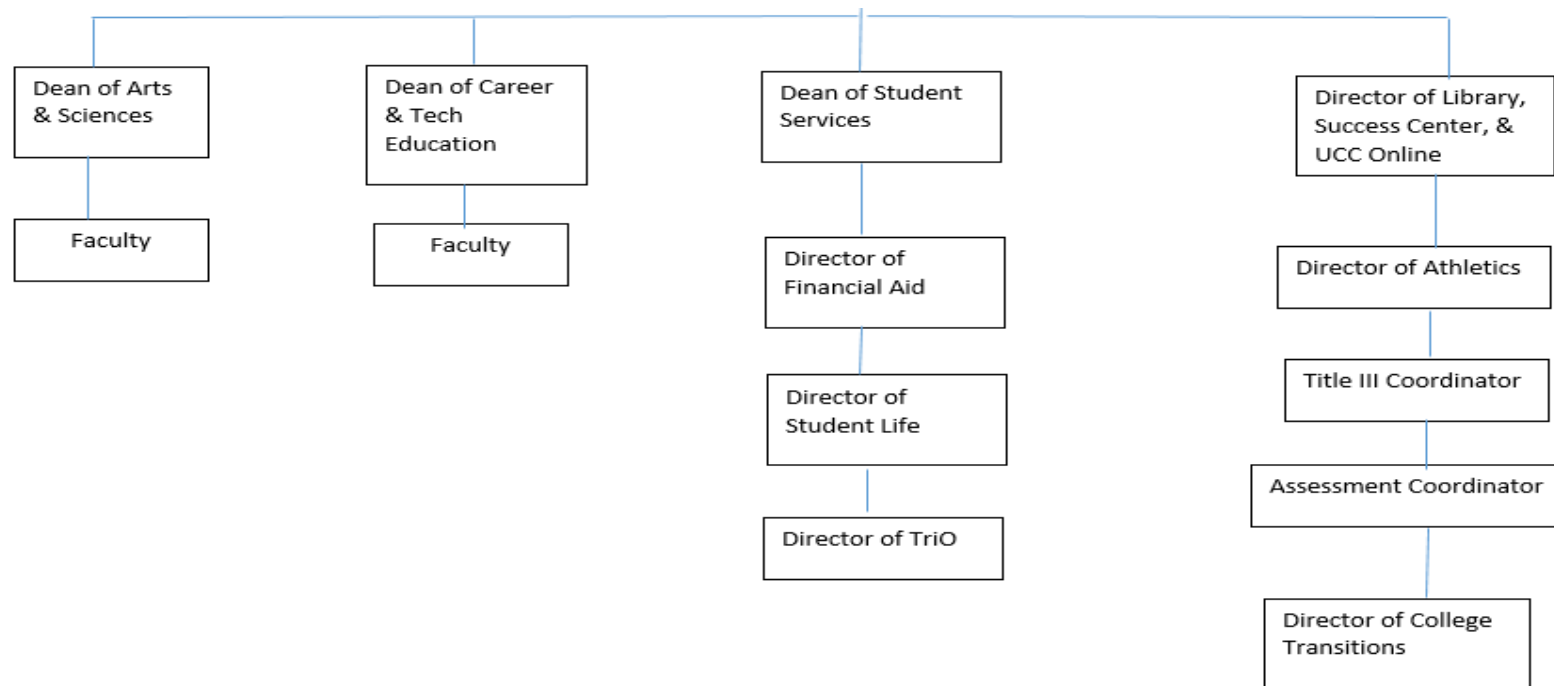 Dean of Arts
& Sciences
Faculty
Dean of Career
& Tech
Education
Faculty
Dean of Student
Services
Director of
Financial Aid
Director of
Student Life
Director of TriO
Director of Library,
Success Center, &
UCC Online
Director of Athletics
Title III Coordinator
Assessment Coordinator
Director of College
Transitions